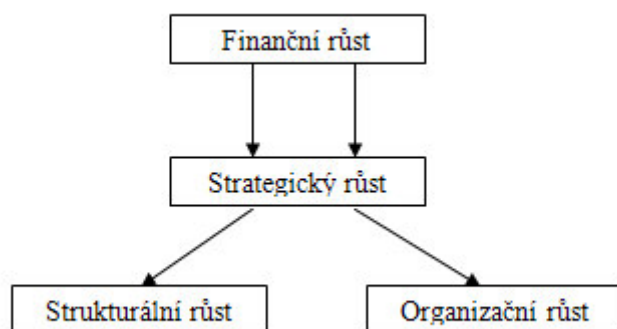 Finanční růst
Strategický růst
Strukturální růst
Organizační růst